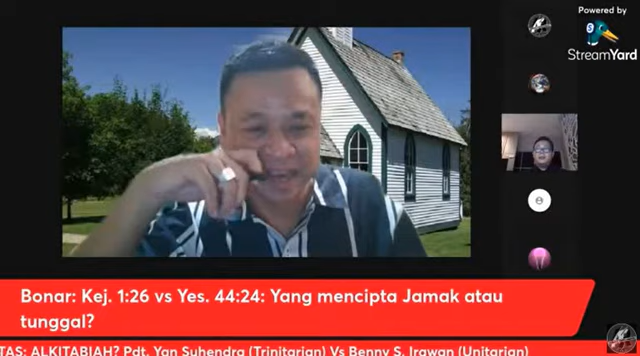 Powered by
StreamYard
Bonar: Kej. 1:26 vs Yes. 44:24: Yang mencipta Jamak atau
tunggal?
TAS: ALKITABIAH? Pdt. Yan Suhendra (Trinitarian) Vs Benny S. Irawan (Unitarian)